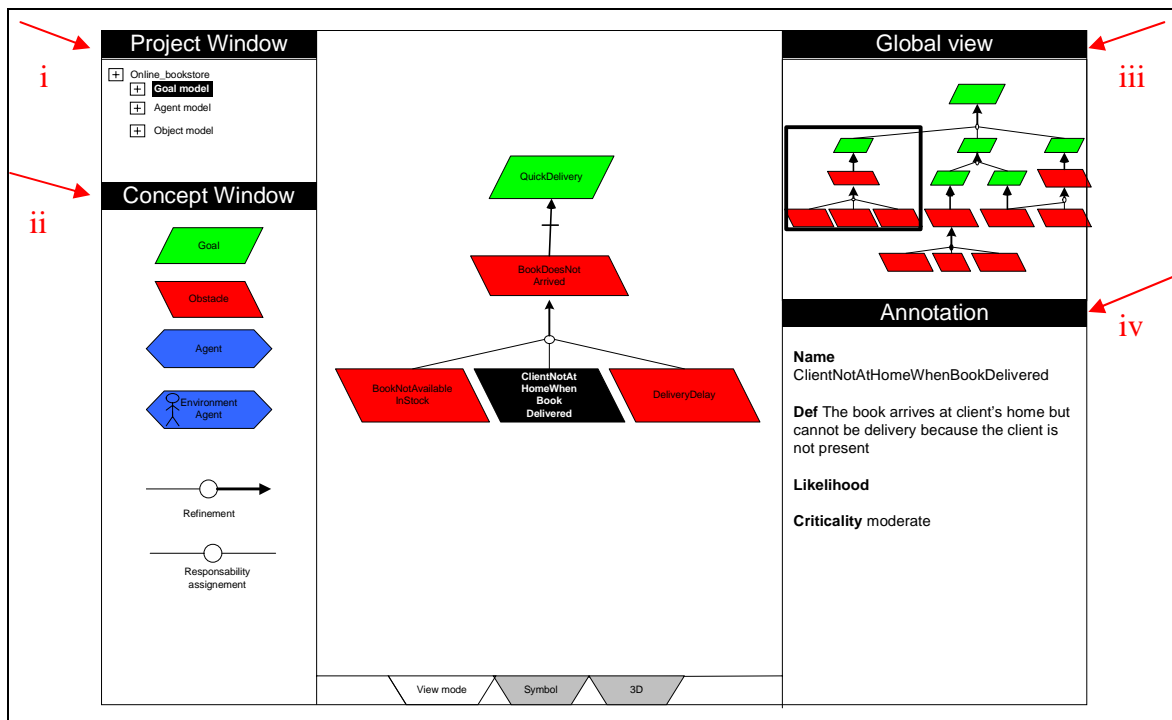 Project Window
i
Online_bookstore
Goal model
Agent model
Object model
Concept Window
ii
Goal
Obstacle
Agent
Environment
Agent
Refinement
Responsability
assignement
QuickDelivery
BookDoesNot
Arrived
BookNotAvailable
InStock
ClientNotAt
HomeWhen
Book
Delivered
DeliveryDelay
View mode
Symbol
3D
Global view
iii
Annotation
iv
Name
ClientNotAtHomeWhenBookDelivered
Def The book arrives at client's home but
cannot be delivery because the client is
not present
Likelihood
Criticality moderate